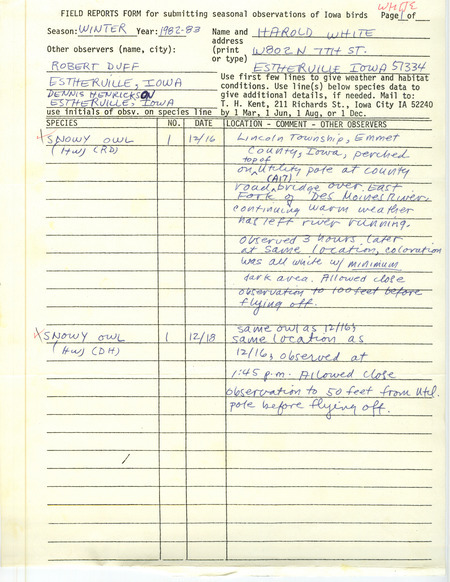 WHITE
FIELD REPORTS FORM for submitting seasonal observations of Iowa birds Page 1 of
Season: WINTER Year: 1982-83 Name and HAROLD WHITE
address
Other observers (name, city): (print W802 N 7TH ST.
or type)
ROBERT DUFF ESTHERVILLE IOWA 51334
ESTHERVILLE, IOWA
DENNIS HENRICKSON
ESTHERVILLE, IOWA
use initials of obsv. on species line
Use first few lines to give weather and habitat
conditions. Use line(s) below species data to
give additional details, if needed. Mail to:
T. H. Kent, 211 Richards St., Iowa City IA 52240
by 1 Mar, 1 Jun, 1 Aug, or 1 Dec.
SPECIES NO. DATE LOCATION - COMMENT - OTHER OBSERVERS
x SNOWY OWL 1 12/16 Lincoln Township, Emmet
(HW) (RD) County, Iowa, perched
top of
on utility pole at county
(A17)
road bridge over East
Fork of Des Moines River.
continuing warm weather
has left river running.
observed 3 hours later
at same location, coloration
was all white w/ minimum
dark area. Allowed close
observation to 100 feet before
flying off.
x SNOWY OWL 1 12/18 same owl as 12/16,
(HW) (DH) same location as
12/16, observed at
1:45 p.m. Allowed close
observation to 50 feet from util.
pole before flying off.